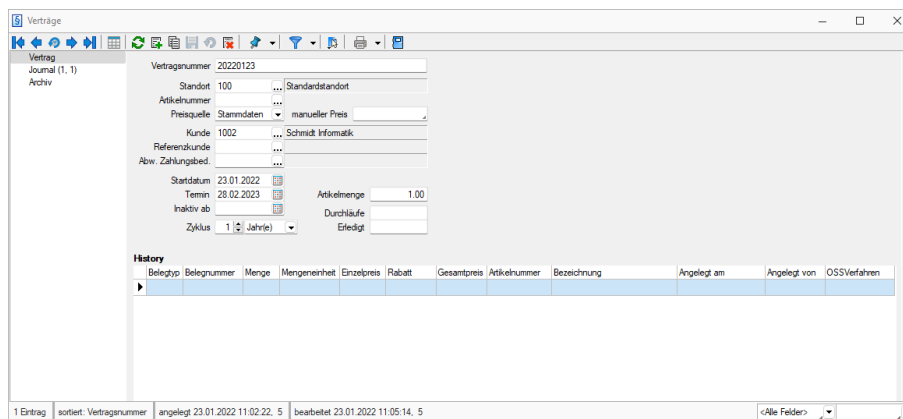 Verträge
Vertrag
Journal (1, 1)
Archiv
Vertragsnummer 20220123
Standort 100 ... Standardstandort
Artikelnummer ...
Preisquelle Stammdaten manueller Preis
Kunde 1002 ... Schmidt Informatik
Referenzkunde ...
Abw. Zahlungsbed. ...
Startdatum 23.01.2022
Termin 28.02.2023 Artikelmenge 1.00
Inaktiv ab Durchläufe
Zyklus 1 Jahr(e) Erledigt
History
Belegtyp Belegnummer Menge Mengeneinheit Einzelpreis Rabatt Gesamtpreis Artikelnummer Bezeichnung Angelegt am Angelegt von OSSVerfahren
1 Eintrag sortiert: Vertragsnummer angelegt 23.01.2022 11:02:22, 5 bearbeitet 23.01.2022 11:05:14, 5 <Alle Felder>